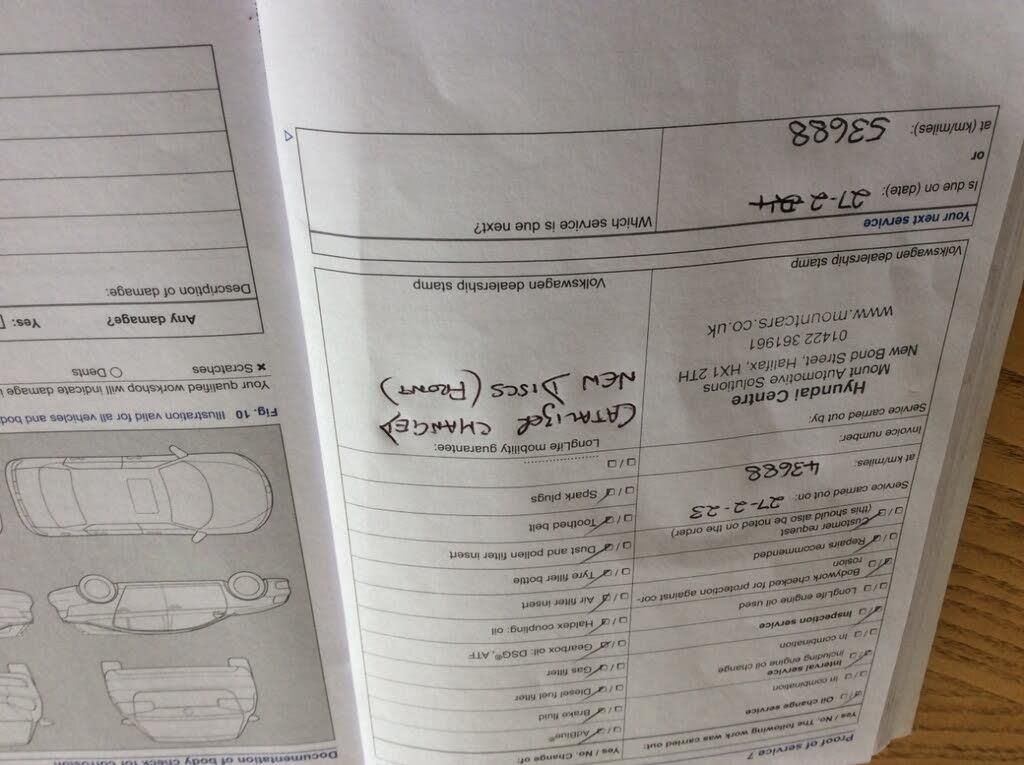 Proof of service 7
Yes / No. The following work was carried out:
Oil change service
In combination
Interval service
including engine oil change
In combination
Inspection service
LongLife engine oil used
Bodywork checked for protection against cor-
rosion
Repairs recommended
Customer request
(this should be also noted on the order)
Service carried out on: 27-2-23
at km/miles: 43688
Invoice number:
Service carried out by:
Hyundai Centre
Mount Automotive Solutions
New Bond Street, Halifax, HX1 2TH
01422 361961
www.mountcars.co.uk
Volkswagen dealership stamp
Yes / No. Change of:
AdBlue®
Brake fluid
Diesel fuel filter
Gas filter
Gearbox oil: DSG®, ATF
Haldex coupling: oil
Air filter insert
Tyre filler bottle
Dust and pollen filter insert
Toothed belt
Spark plugs
LongLife mobility guarantee:
CATALIZER CHANGED
NEW DISCS (FRONT)
Volkswagen dealership stamp
Your next service
Is due on (date): 27-2-
or
at (km/miles): 53688
Which service is due next?
Documentation of body check for corrosion
Fig. 10 Illustration valid for all vehicles and bod
Your qualified workshop will indicate damage
Scratches
Dents
Any damage?
Yes:
Description of damage: